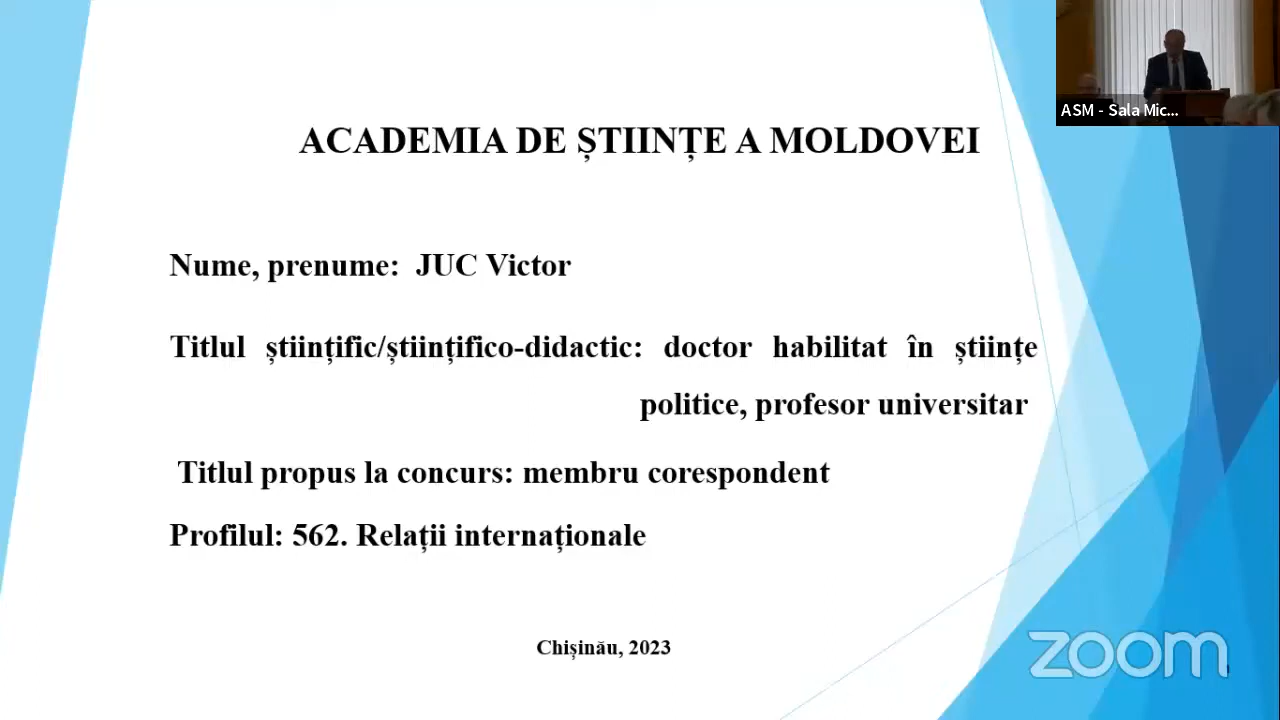 ASM - Sala Mic...
ACADEMIA DE ȘTIINȚE A MOLDOVEI
Nume, prenume: JUC Victor
Titlul științific/științifico-didactic: doctor habilitat în științe
politice, profesor universitar
Titlul propus la concurs: membru corespondent
Profilul: 562. Relații internaționale
Chișinău, 2023
zoom